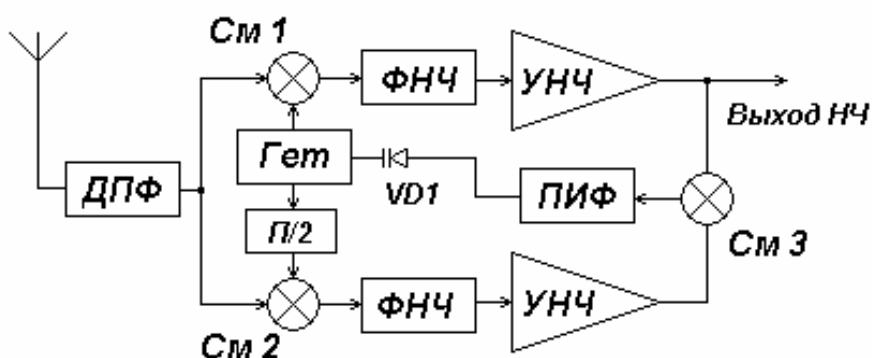 См 1
ФНЧ
УНЧ
Выход НЧ
Гет
VD1
ДПФ
ПИФ
П/2
См 3
ФНЧ
УНЧ
См 2